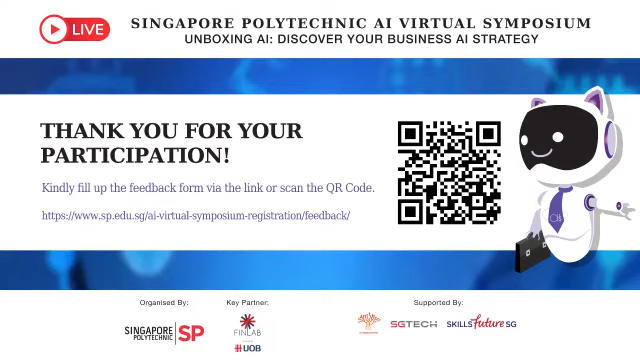 LIVE
SINGAPORE POLYTECHNIC AI VIRTUAL SYMPOSIUM
UNBOXING AI: DISCOVER YOUR BUSINESS AI STRATEGY
THANK YOU FOR YOUR
PARTICIPATION!
Kindly fill up the feedback form via the link or scan the QR Code.
https://www.sp.edu.sg/ai-virtual-symposium-registration/feedback/
Organised By:
Key Partner:
Supported By:
SINGAPORE
POLYTECHNIC
SP
FINLAB
UOB
SGTECH
SKILLSfuture SG